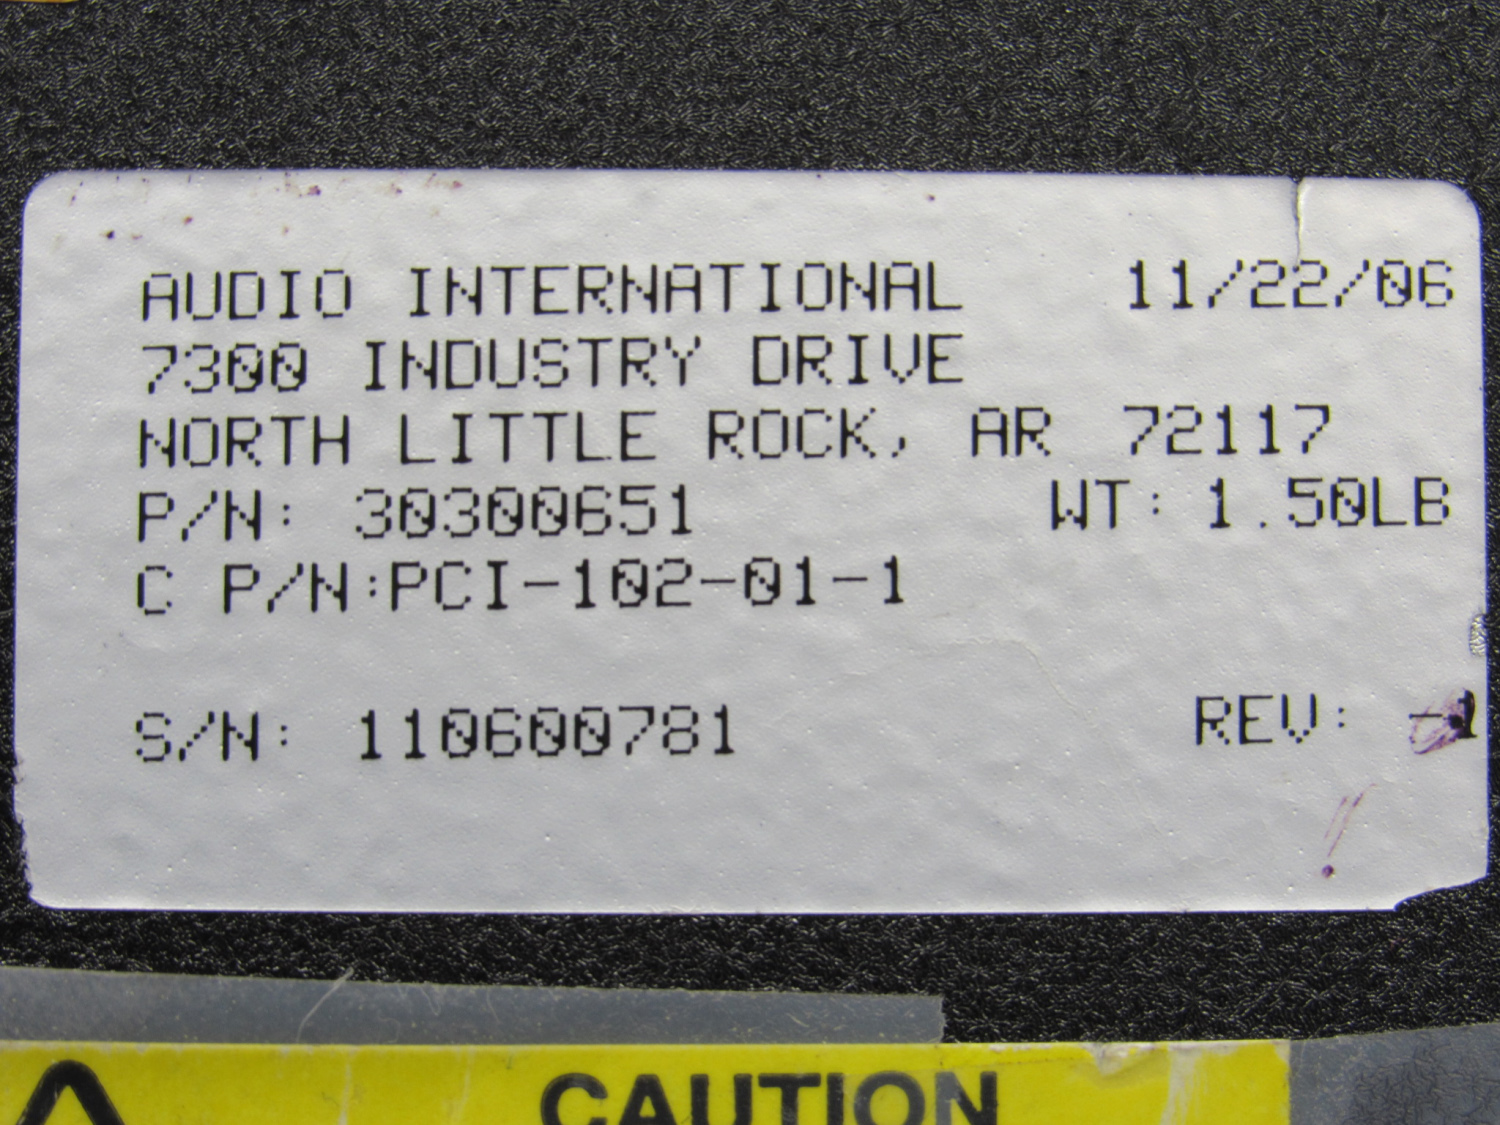 AUDIO INTERNATIONAL 11/22/06
7300 INDUSTRY DRIVE
NORTH LITTLE ROCK, AR 72117
P/N: 30300651 WT: 1.50LB
C P/N:PCI-102-01-1
S/N: 110600781 REV:
CAUTION